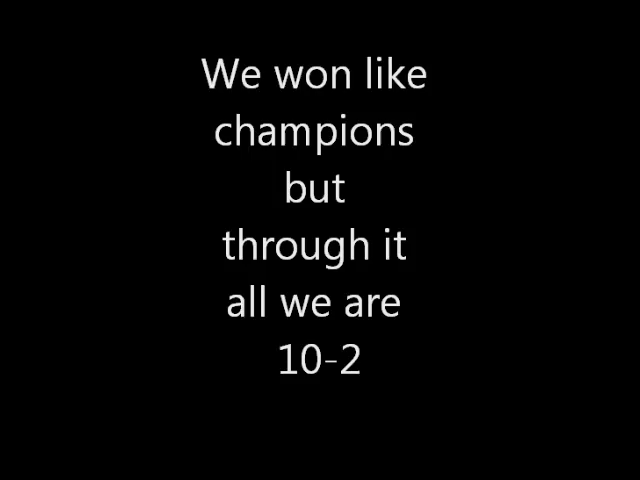 We won like
champions
but
through it
all we are
10-2